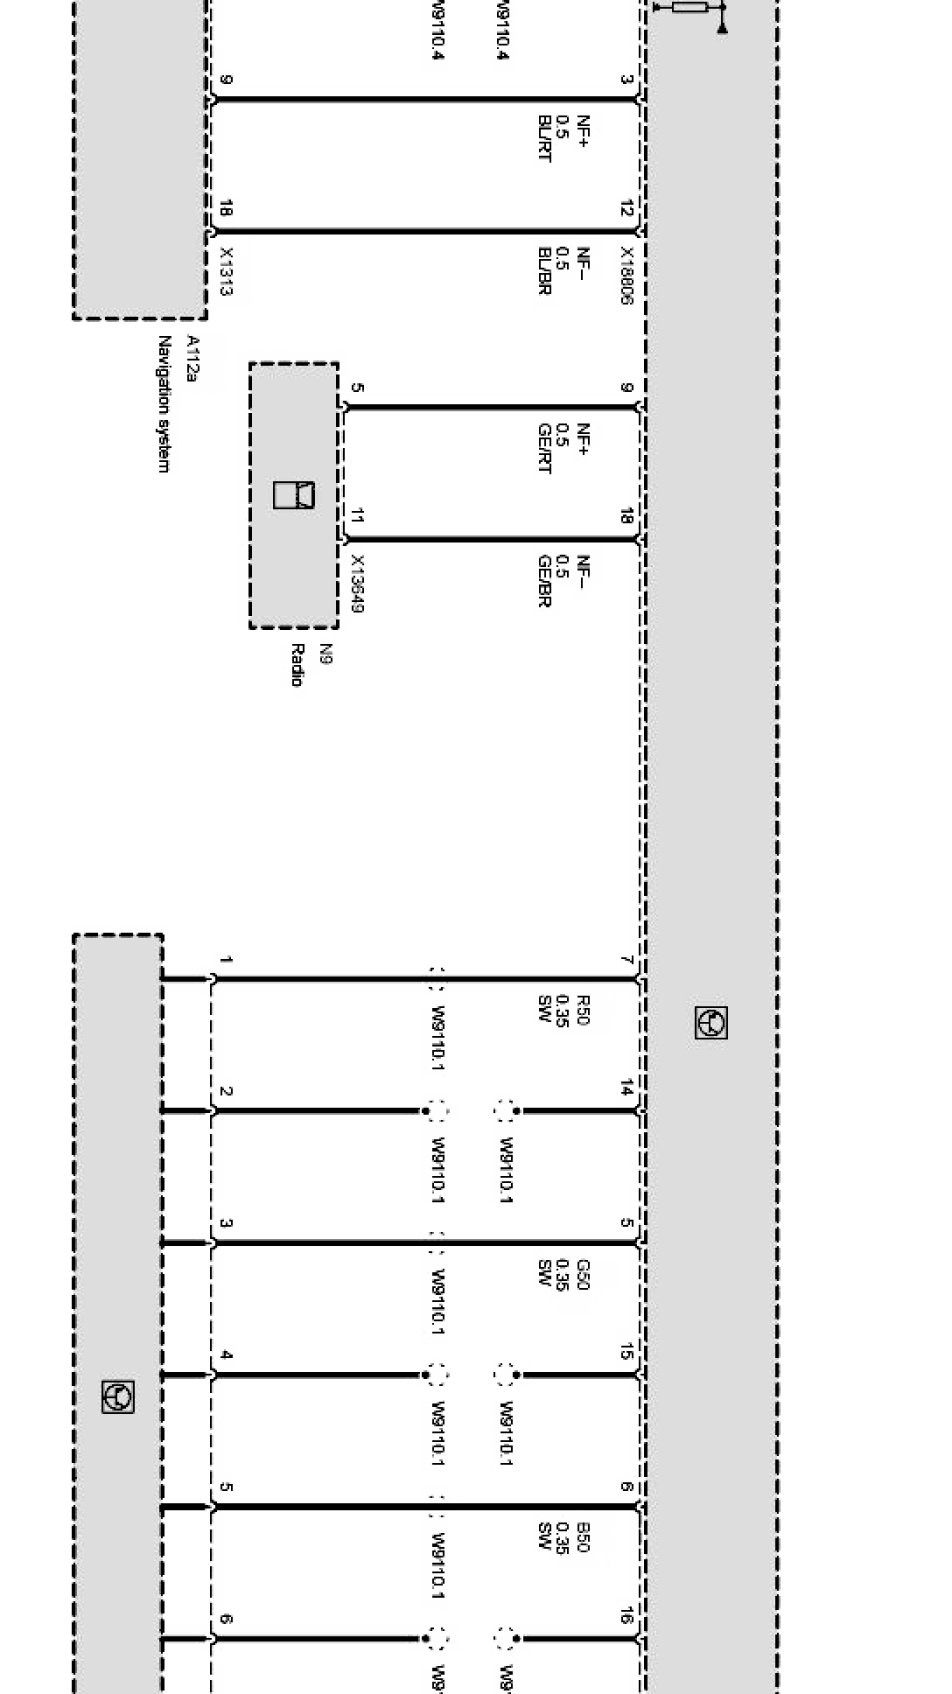 W9110.4
W9110.4
9
3
NF+
0.5
BL/RT
18
12
X1313
NF–
0.5
BL/BR
X18806
A112a
Navigation system
5
9
NF+
0.5
GE/RT
11
18
X13649
NF–
0.5
GE/BR
N9
Radio
1
7
W9110.1
R50
0.35
SW
2
14
W9110.1
W9110.1
3
5
W9110.1
G50
0.35
SW
4
15
W9110.1
W9110.1
5
6
W9110.1
B50
0.35
SW
6
16